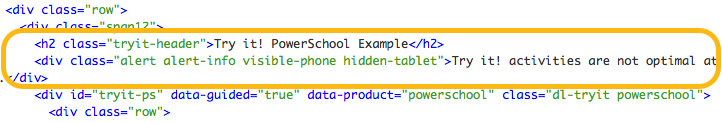 <div class="row">
<div class="span12">
<h2 class="tryit-header">Try it! PowerSchool Example</h2>
<div class="alert alert-info visible-phone hidden-tablet">Try it! activities are not optimal at
.</div>
<div id="tryit-ps" data-guided="true" data-product="powerschool" class="dl-tryit powerschool">
<div class="row">